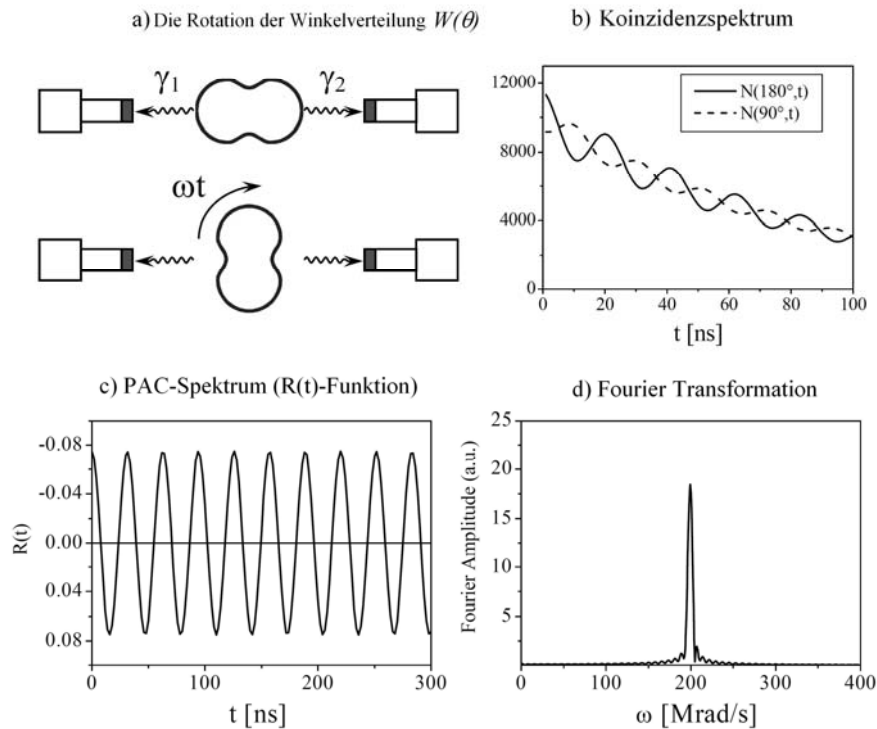 a) Die Rotation der Winkelverteilung W(θ)
γ1 γ2
ωt
b) Koinzidenzspektrum
N(180°,t)
N(90°,t)
12000
8000
4000
0
0 20 40 60 80 100
t [ns]
c) PAC-Spektrum (R(t)-Funktion)
R(t)
-0.08
-0.04
0.00
0.04
0.08
0 100 200 300
t [ns]
d) Fourier Transformation
Fourier Amplitude (a.u.)
25
20
15
10
5
0 100 200 300 400
ω [Mrad/s]